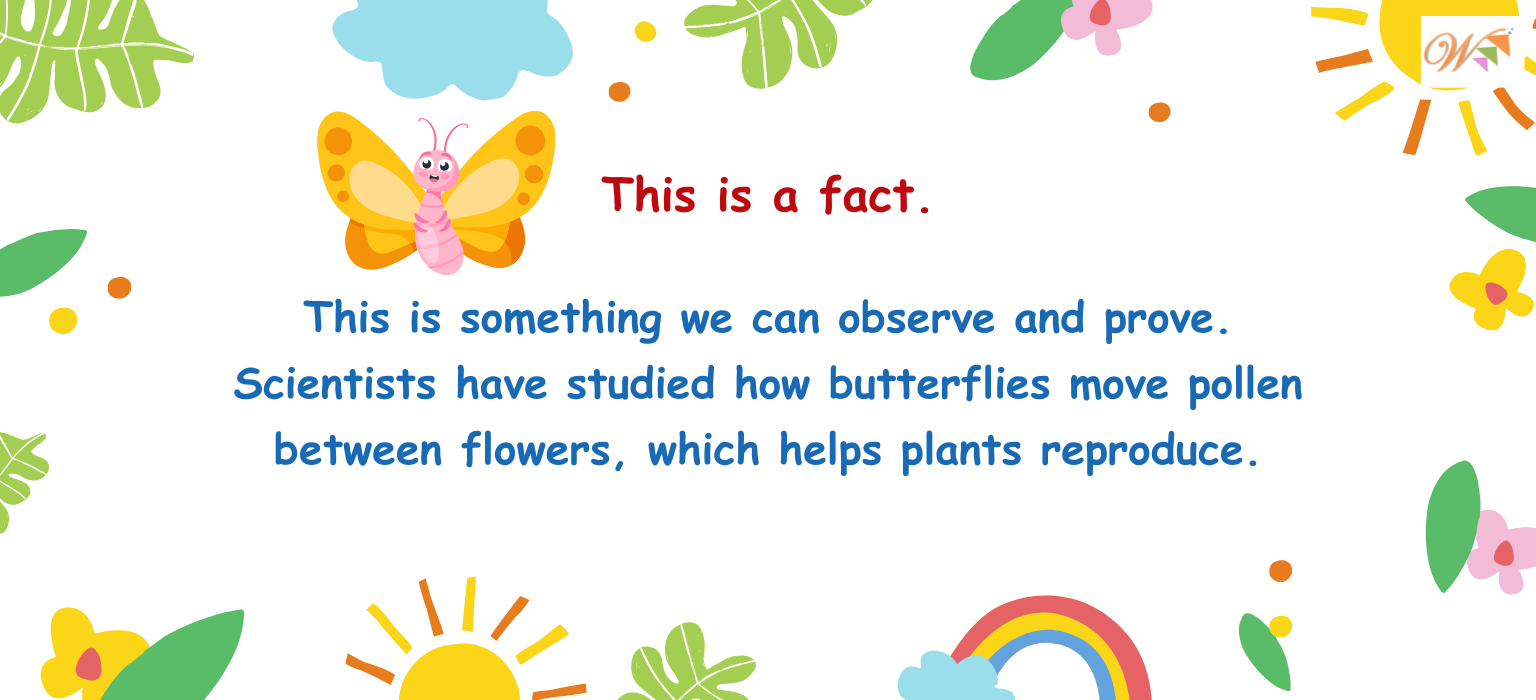 W
This is a fact.
This is something we can observe and prove.
Scientists have studied how butterflies move pollen
between flowers, which helps plants reproduce.